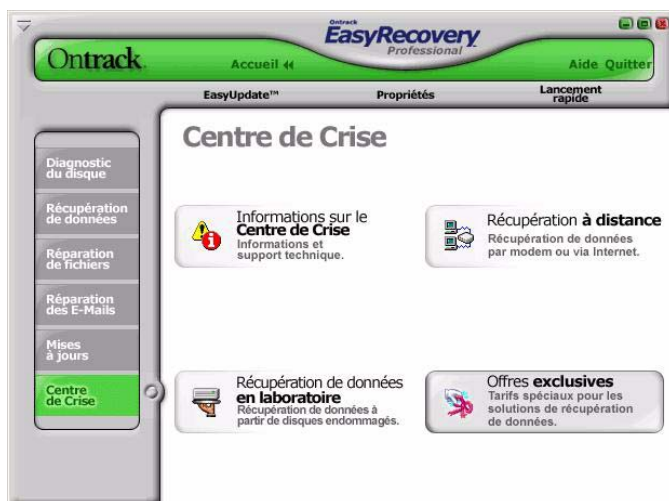 Ontrack
EasyRecovery
Professional
Ontrack
Accueil
Aide Quitter
EasyUpdate™
Propriétés
Lancement
rapide
Centre de Crise
Diagnostic
du disque
Récupération
de données
Réparation
de fichiers
Réparation
des E-Mails
Mises
à jours
Centre
de Crise
Informations sur le
Centre de Crise
Informations et
support technique.
Récupération à distance
Récupération de données
par modem ou via Internet.
Récupération de données
en laboratoire
Récupération de données à
partir de disques endommagés.
Offres exclusives
Tarifs spéciaux pour les
solutions de récupération
de données.